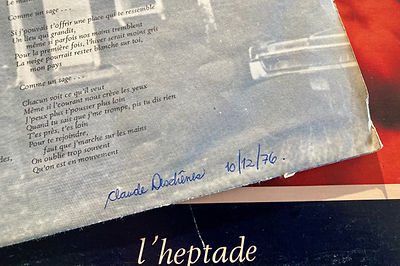 Comme un sage . . .
Si j'pouvais t'offrir une place qui te ressemble
Un lieu qui grandit,
même si parfois nos mains tremblent
Pour la première fois, l'hiver serait moins gris
La neige pourrait rester blanche sur toi,
mon pays
Comme un sage . . .
Chacun voit ce qu'il veut
Même si l'courant nous crève les yeux
J'peux plus t'pousser plus loin
Quand tu sais que j'me trompe, pis tu dis rien
T'es près, t'es loin
Pour te rejoindre,
faut que j'marche sur les mains
On oublie trop souvent
Qu'on est en mouvement
Claude Deschênes 10/12/76.
l'heptade